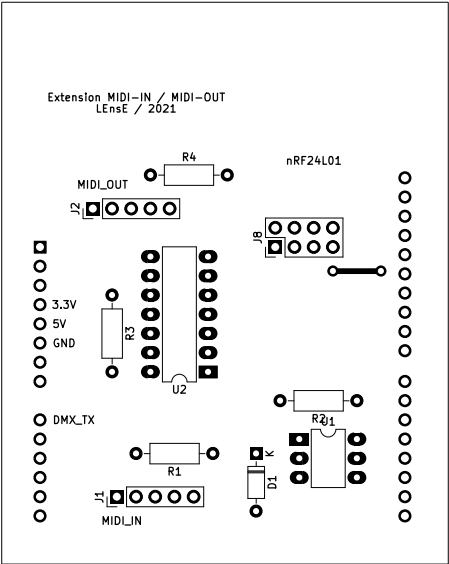 Extension MIDI-IN / MIDI-OUT
LEnsE / 2021
R4
nRF24L01
MIDI_OUT
J2
J8
3.3V
5V
GND
R3
U2
DMX_TX
R2
U1
K
R1
D1
J1
MIDI_IN